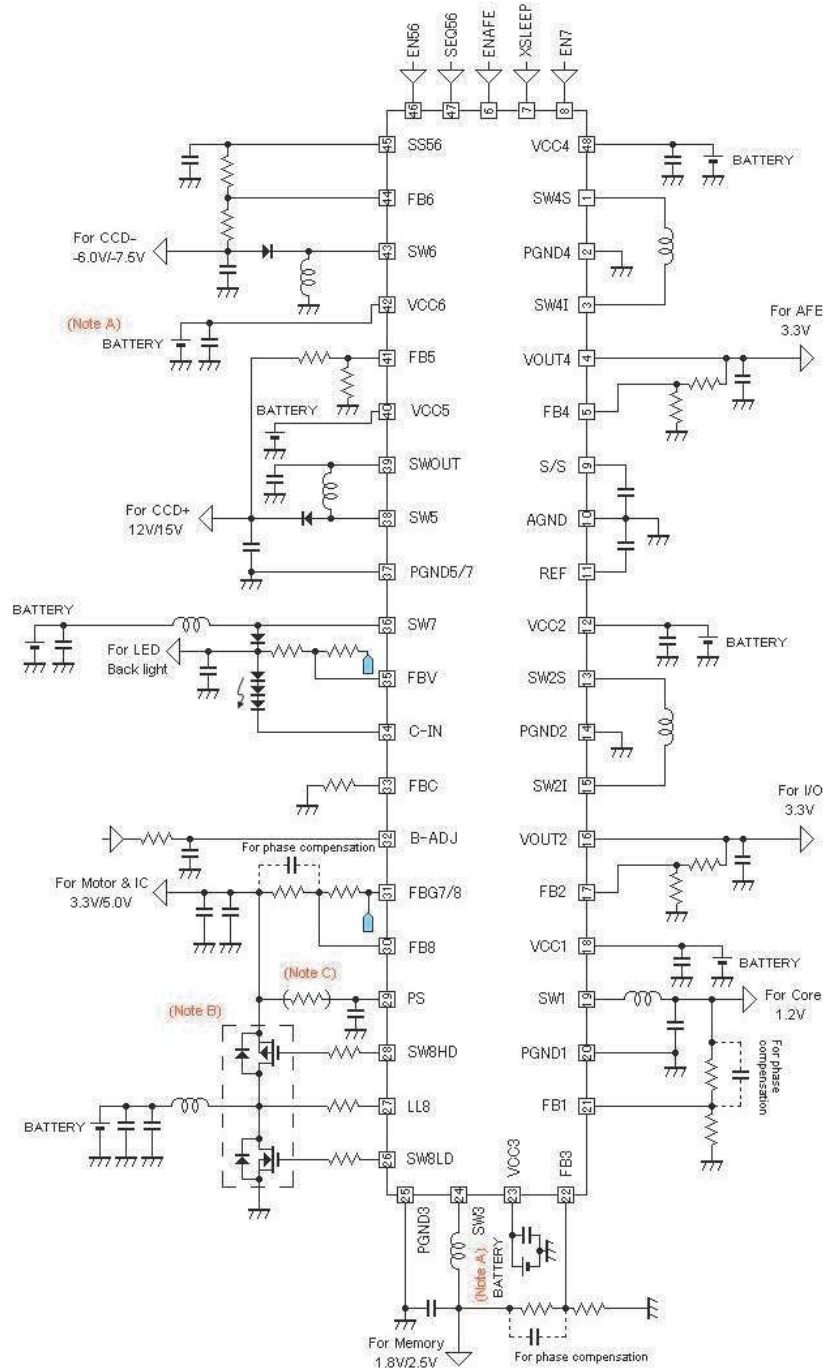 EN56
SEQ56
ENAFE
XSLEEP
EN7
46
47
6
7
8
45
SS56
44
FB6
For CCD-
-6.0V/-7.5V
43
SW6
42
VCC6
(Note A)
BATTERY
41
FB5
40
VCC5
BATTERY
39
SWOUT
For CCD+
12V/15V
38
SW5
37
PGND5/7
BATTERY
36
SW7
For LED
Back light
35
FBV
34
C-IN
33
FBC
32
B-ADJ
For phase compensation
For Motor & IC
3.3V/5.0V
31
FBG7/8
30
FB8
(Note C)
29
PS
(Note B)
28
SW8HD
27
LL8
BATTERY
26
SW8LD
VCC4
48
BATTERY
SW4S
1
PGND4
2
SW4I
3
For AFE
3.3V
VOUT4
4
FB4
5
S/S
9
AGND
10
REF
11
VCC2
12
BATTERY
SW2S
13
PGND2
14
SW2I
15
For I/O
3.3V
VOUT2
16
FB2
17
VCC1
18
BATTERY
SW1
19
For Core
1.2V
PGND1
20
For phase
compensation
FB1
21
25
PGND3
24
SW3
23
VCC3
22
FB3
(Note A)
BATTERY
For Memory
1.8V/2.5V
For phase compensation